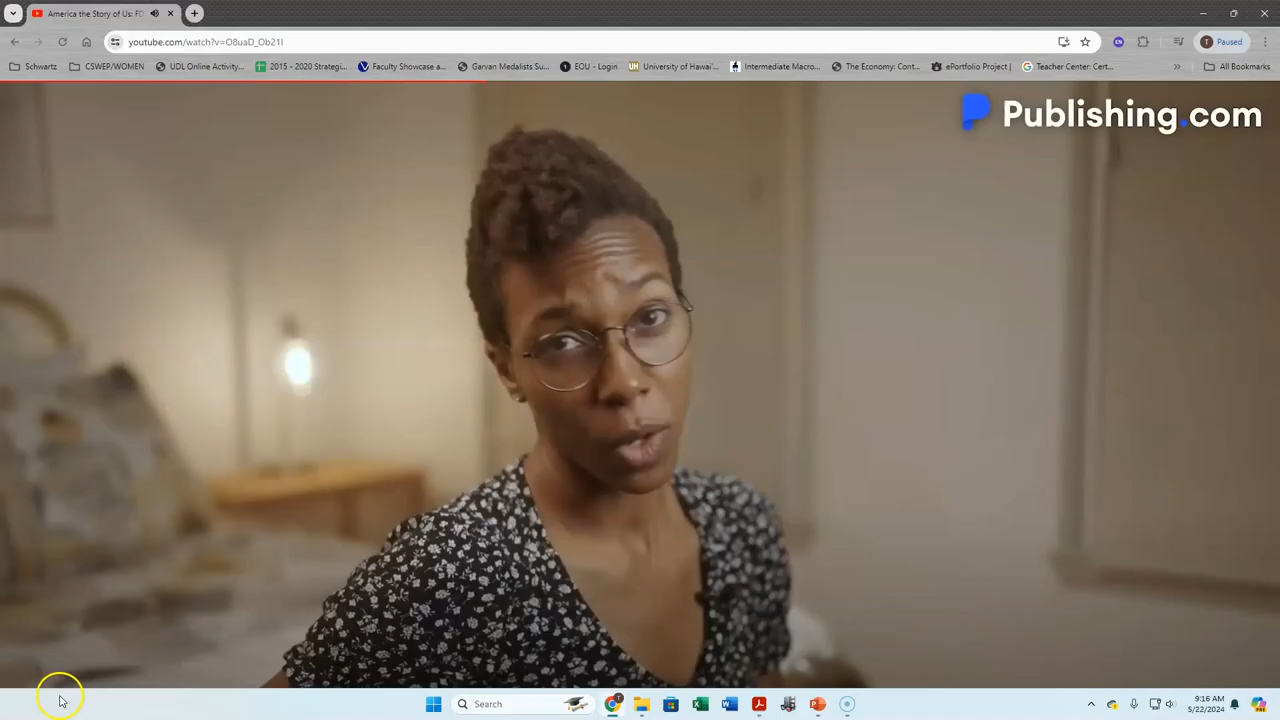 America the Story of Us: FD
youtube.com/watch?v=O8uaD_Ob21I
Paused
Schwartz
CSWEP/WOMEN
UDL Online Activity...
2015 - 2020 Strategi...
Faculty Showcase a...
Garvan Medalists Su...
EOU - Login
University of Hawai'...
Intermediate Macro...
The Economy: Cont...
ePortfolio Project |
Teacher Center: Cert...
All Bookmarks
Publishing.com
Search
9:16 AM
5/22/2024